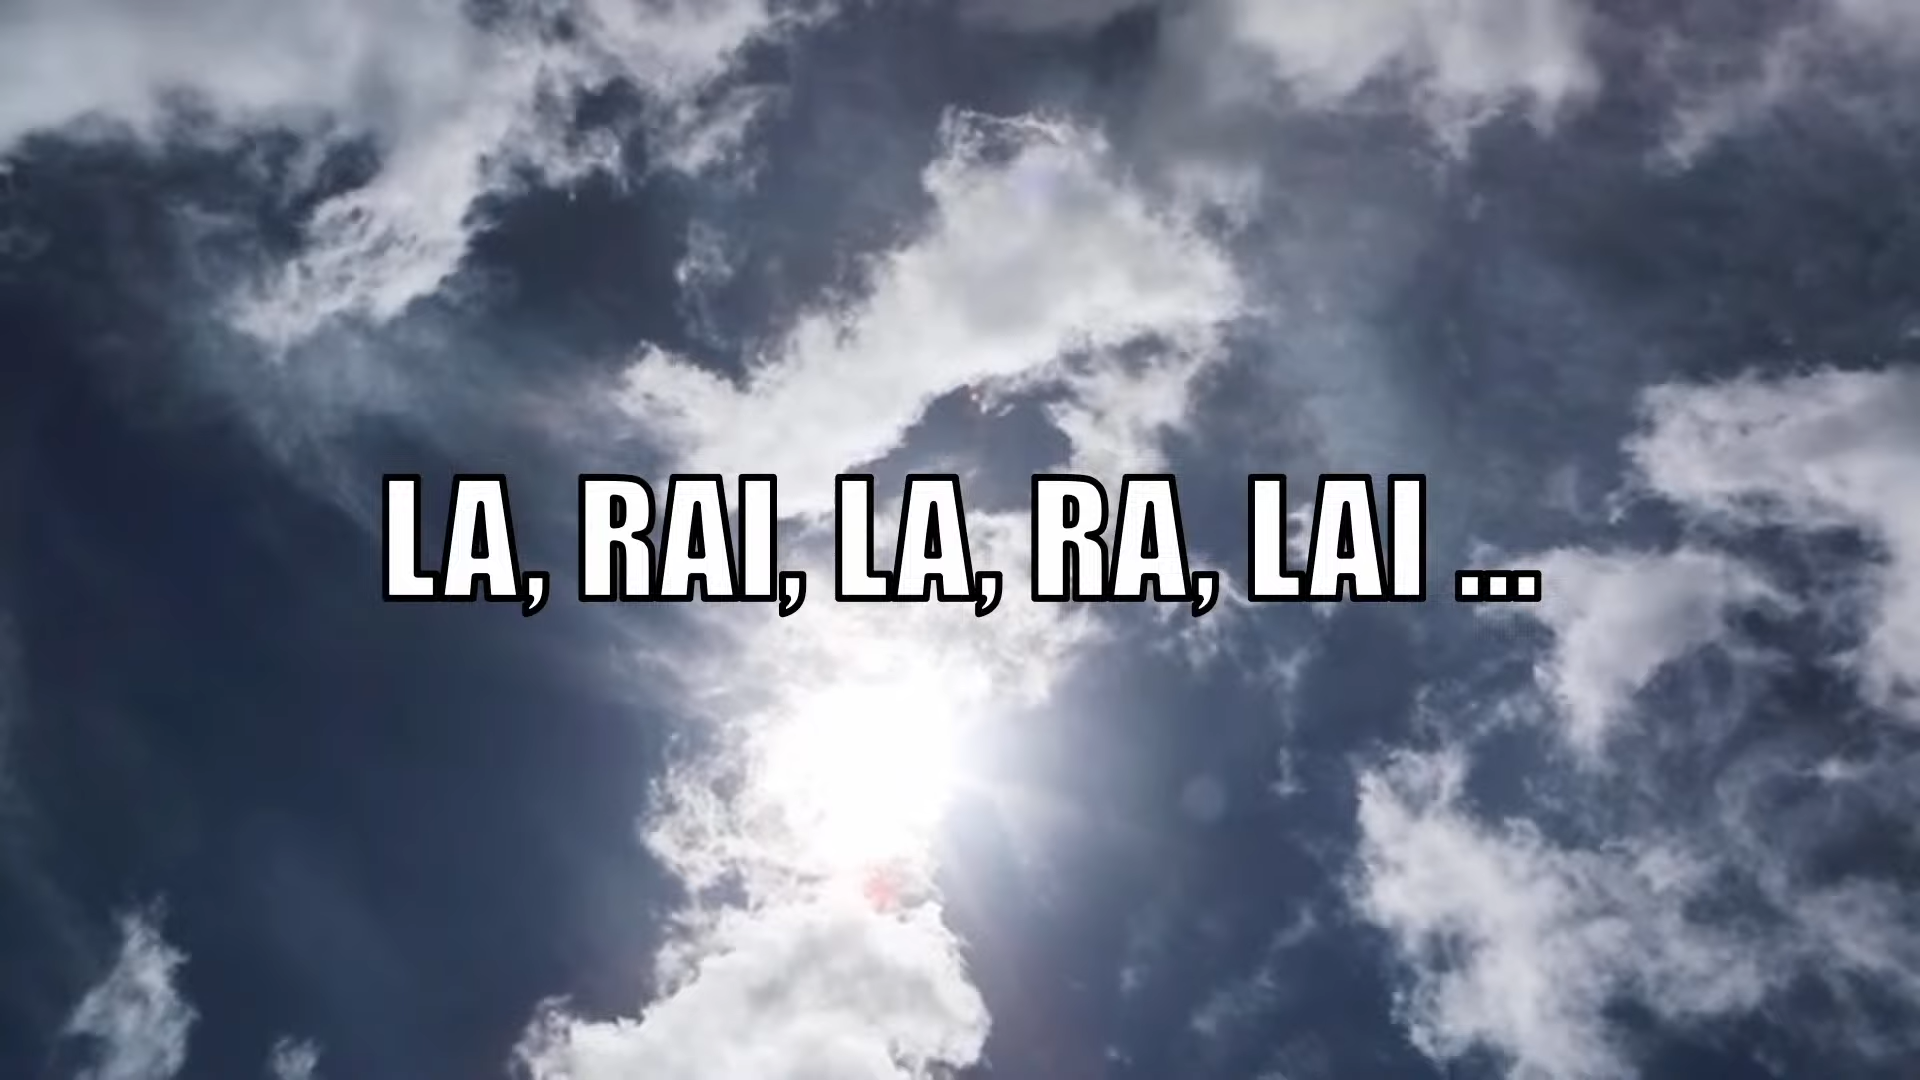 LA, RAI, LA, RA, LAI ...